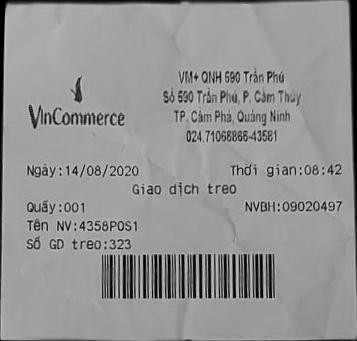 VinCommerce
VM+ QNH 590 Trần Phú
Số 590 Trần Phú, P. Cẩm Thủy
TP. Cẩm Phả, Quảng Ninh
024.71066866-43581
Ngày:14/08/2020 Thời gian:08:42
Giao dịch treo
Quầy:001 NVBH:09020497
Tên NV:4358POS1
Số GD treo:323